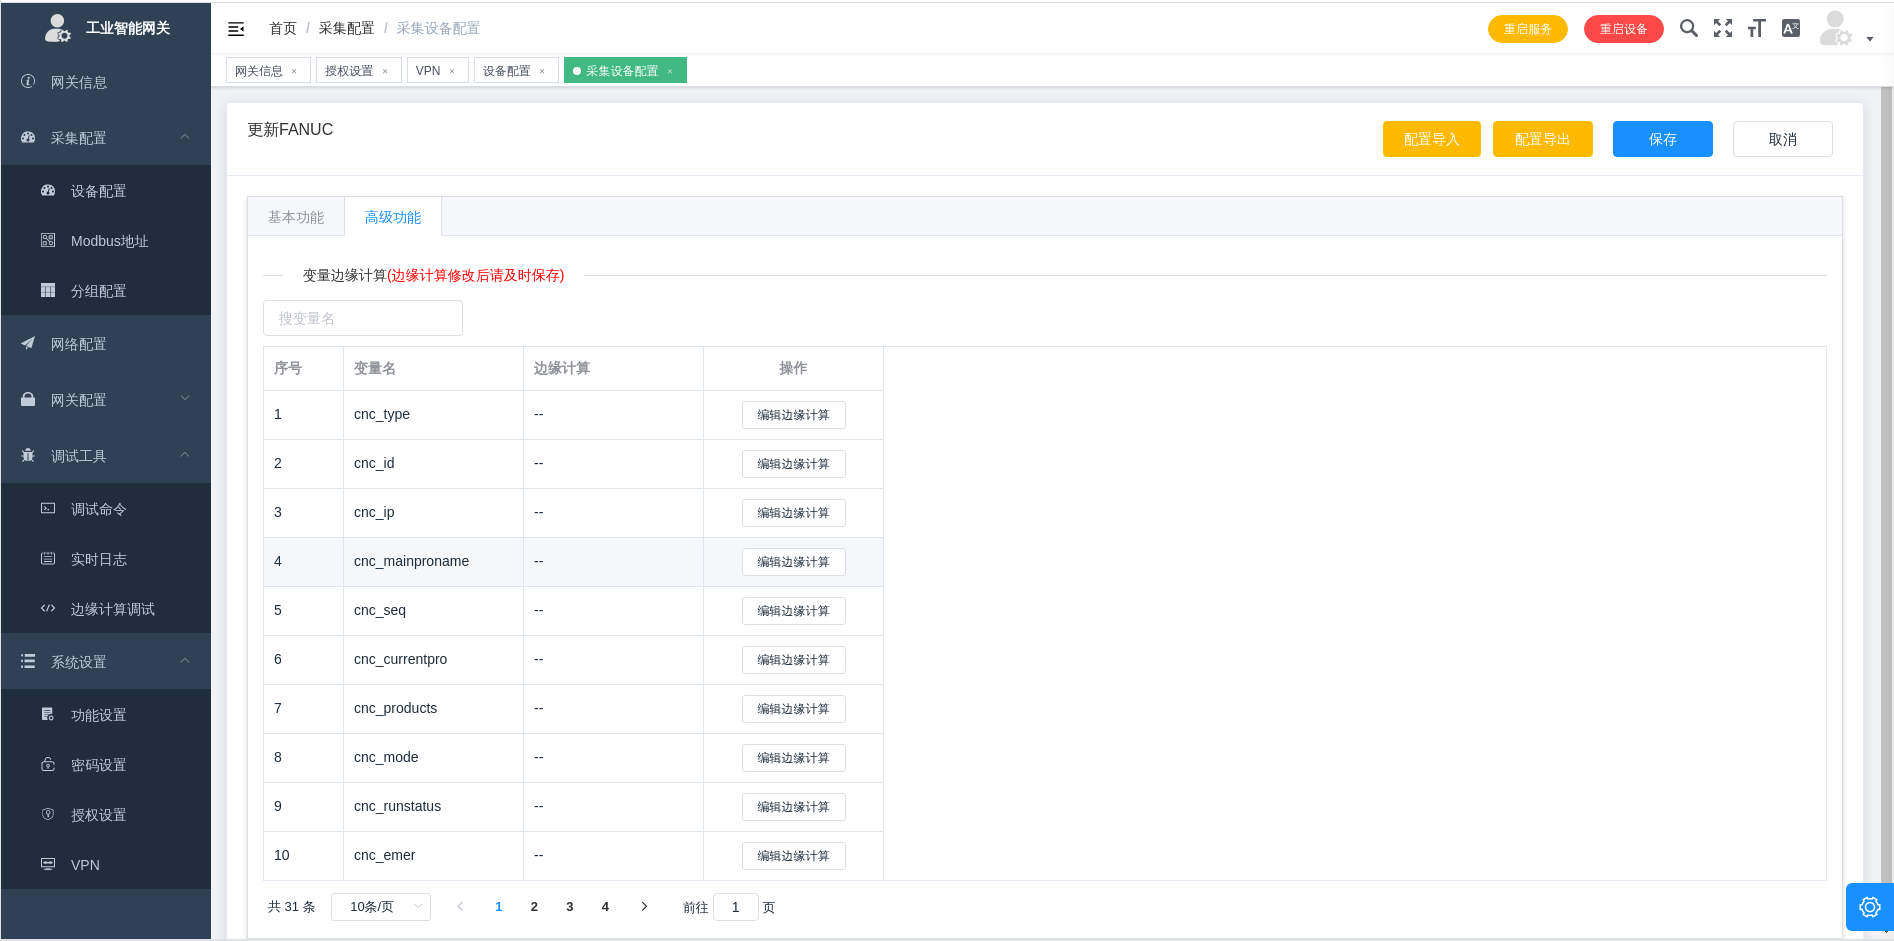 工业智能网关
首页 / 采集配置 / 采集设备配置
重启服务 重启设备
网关信息 × 授权设置 × VPN × 设备配置 × 采集设备配置 ×
网关信息
采集配置
设备配置
Modbus地址
分组配置
网络配置
网关配置
调试工具
调试命令
实时日志
边缘计算调试
系统设置
功能设置
密码设置
授权设置
VPN
更新FANUC
配置导入 配置导出 保存 取消
基本功能 高级功能
变量边缘计算(边缘计算修改后请及时保存)
搜变量名
序号 变量名 边缘计算 操作
1 cnc_type -- 编辑边缘计算
2 cnc_id -- 编辑边缘计算
3 cnc_ip -- 编辑边缘计算
4 cnc_mainproname -- 编辑边缘计算
5 cnc_seq -- 编辑边缘计算
6 cnc_currentpro -- 编辑边缘计算
7 cnc_products -- 编辑边缘计算
8 cnc_mode -- 编辑边缘计算
9 cnc_runstatus -- 编辑边缘计算
10 cnc_emer -- 编辑边缘计算
共 31 条 10条/页 1 2 3 4 前往 1 页